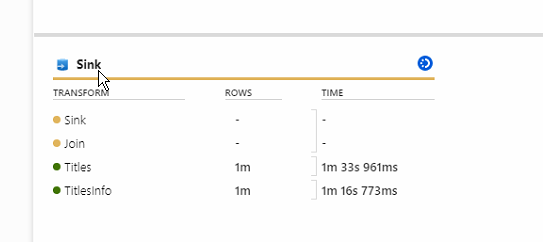 Sink
TRANSFORM ROWS TIME
Sink - -
Join - -
Titles 1m 1m 33s 961ms
TitlesInfo 1m 1m 16s 773ms